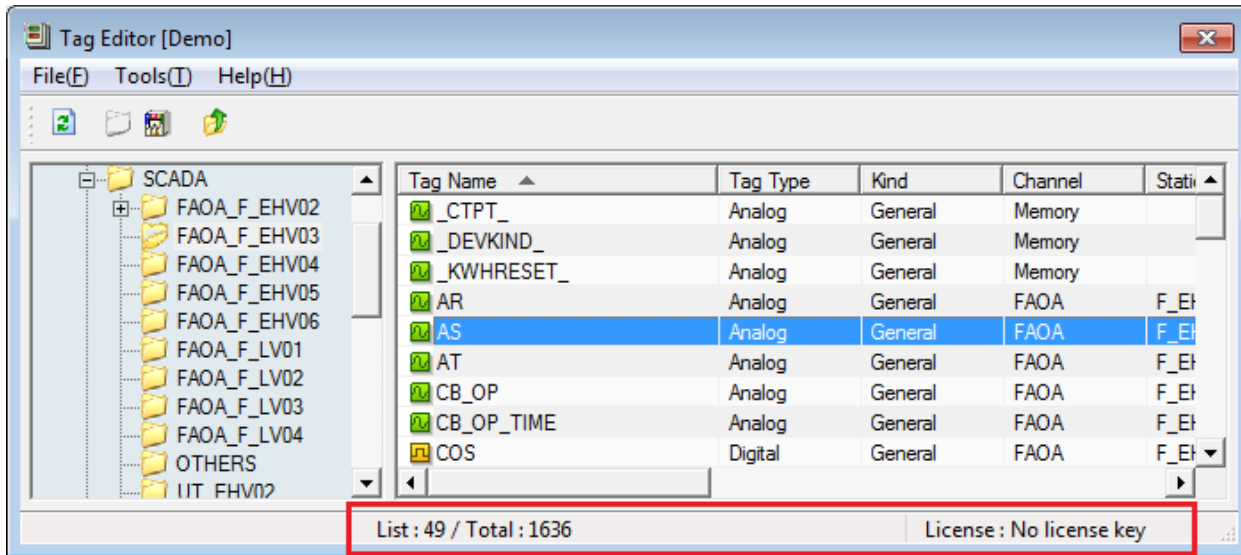 Tag Editor [Demo]
File(F) Tools(T) Help(H)
SCADA
FAOA_F_EHV02
FAOA_F_EHV03
FAOA_F_EHV04
FAOA_F_EHV05
FAOA_F_EHV06
FAOA_F_LV01
FAOA_F_LV02
FAOA_F_LV03
FAOA_F_LV04
OTHERS
UT_EHV02
Tag Name Tag Type Kind Channel
_CTPT_ Analog General Memory
_DEVKIND_ Analog General Memory
_KWHRESET_ Analog General Memory
AR Analog General FAOA
AS Analog General FAOA
AT Analog General FAOA
CB_OP Analog General FAOA
CB_OP_TIME Analog General FAOA
COS Digital General FAOA
List : 49 / Total : 1636 License : No license key